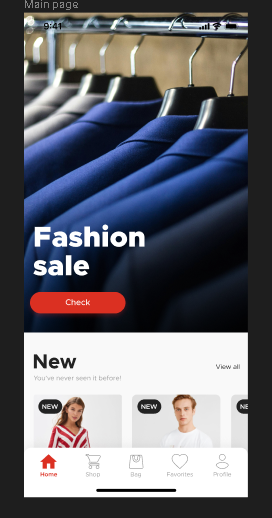 Main page
9:41
Fashion
sale
Check
New
View all
You've never seen it before!
NEW
NEW
NE
Home
Shop
Bag
Favorites
Profile